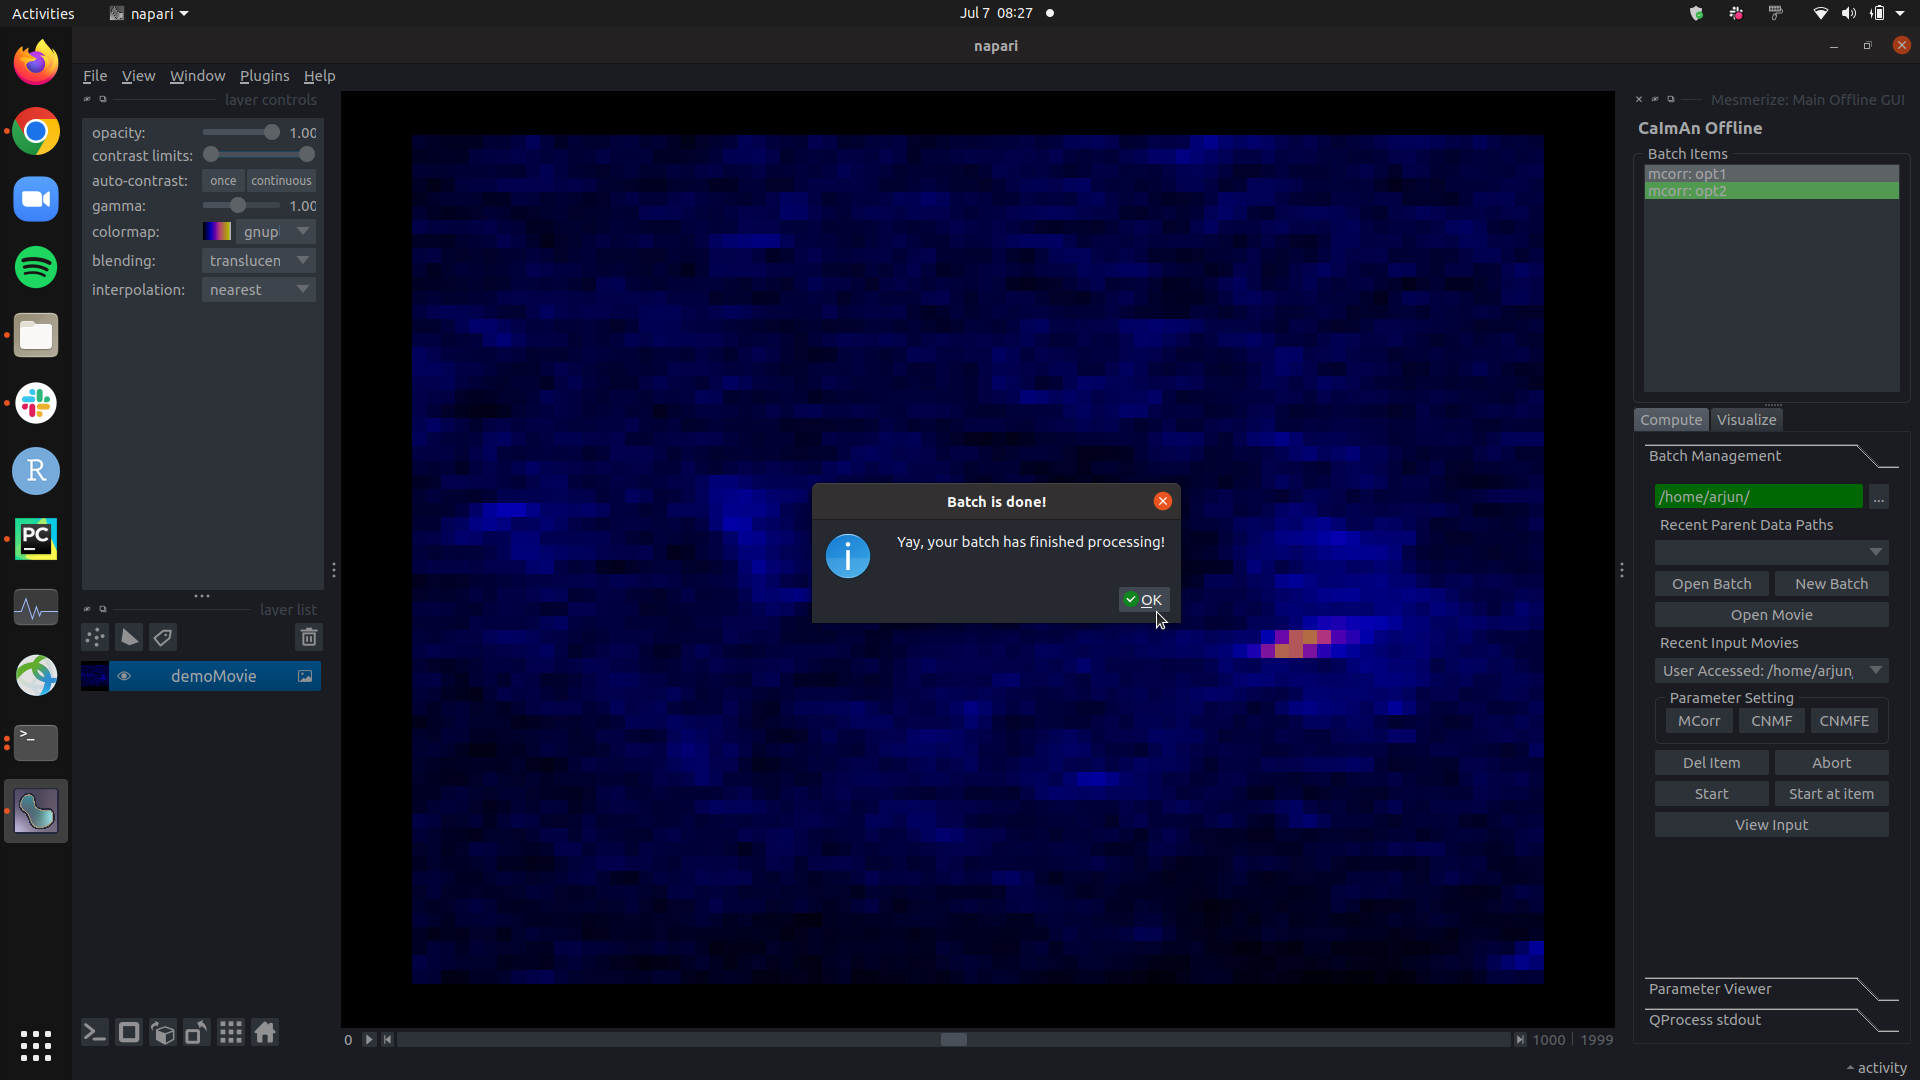 Activities
napari
Jul 7 08:27
napari
File View Window Plugins Help
layer controls
opacity: 1.00
contrast limits:
auto-contrast: once continuous
gamma: 1.00
colormap: gnup
blending: translucen
interpolation: nearest
layer list
demoMovie
Batch is done!
Yay, your batch has finished processing!
OK
0
1000 1999
Mesmerize: Main Offline GUI
CaImAn Offline
Batch Items
mcorr: opt1
mcorr: opt2
Compute Visualize
Batch Management
/home/arjun/ ...
Recent Parent Data Paths
Open Batch New Batch
Open Movie
Recent Input Movies
User Accessed: /home/arjun,
Parameter Setting
MCorr CNMF CNMFE
Del Item Abort
Start Start at item
View Input
Parameter Viewer
QProcess stdout
activity
R
PC
>_